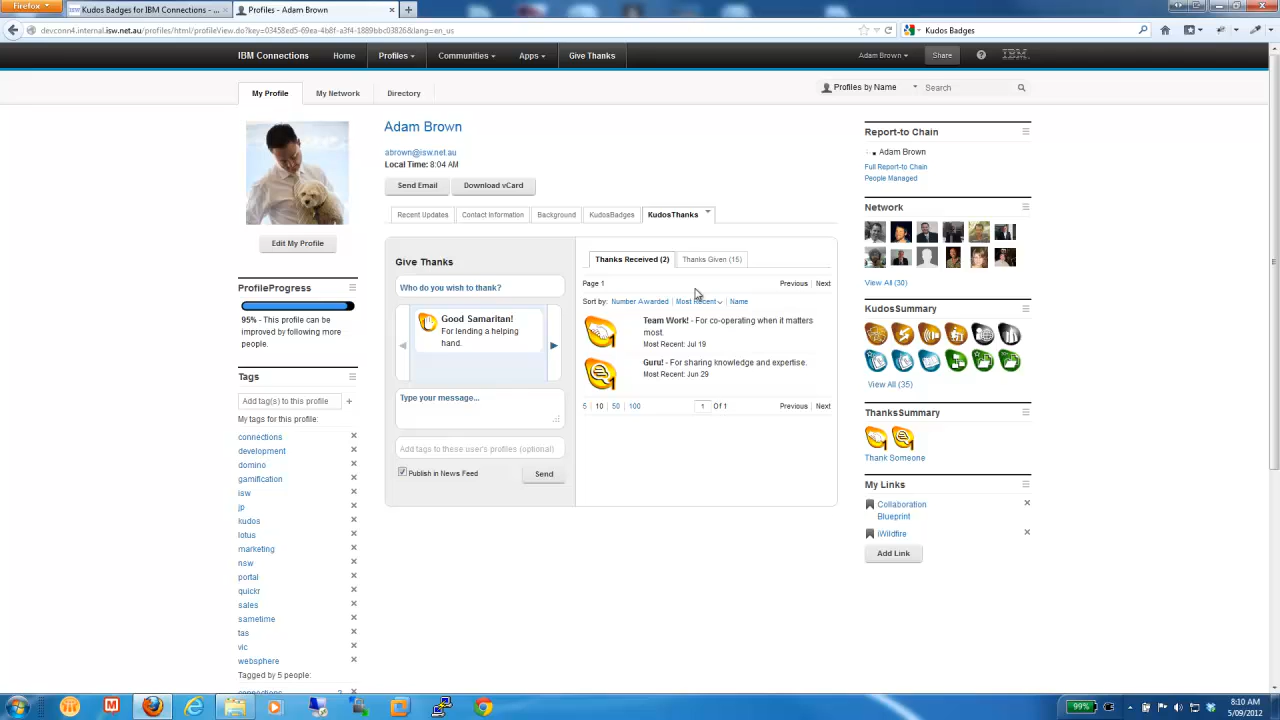 Firefox
Kudos Badges for IBM Connections - ...
Profiles - Adam Brown
devconn4.internal.isw.net.au/profiles/html/profileView.do?key=03458ed5-69ea-4b8f-a3f4-1889bbc03826&lang=en_us
Kudos Badges
IBM Connections
Home
Profiles
Communities
Apps
Give Thanks
Adam Brown
Share
IBM
My Profile
My Network
Directory
Profiles by Name
Search
Adam Brown
abrown@isw.net.au
Local Time: 8:04 AM
Send Email
Download vCard
Edit My Profile
Recent Updates
Contact Information
Background
KudosBadges
KudosThanks
ProfileProgress
95% - This profile can be
improved by following more
people.
Tags
Add tag(s) to this profile
My tags for this profile:
connections
development
domino
gamification
isw
jp
kudos
lotus
marketing
nsw
portal
quickr
sales
sametime
tas
vic
websphere
Tagged by 5 people:
connections 2
Give Thanks
Who do you wish to thank?
Good Samaritan!
For lending a helping
hand.
Type your message...
Add tags to these user's profiles (optional)
Publish in News Feed
Send
Thanks Received (2)
Thanks Given (15)
Page 1
Previous | Next
Sort by: Number Awarded | Most Recent | Name
Team Work! - For co-operating when it matters
most.
Most Recent: Jul 19
Guru! - For sharing knowledge and expertise.
Most Recent: Jun 29
5 | 10 | 50 | 100
1 Of 1
Previous | Next
Report-to Chain
Adam Brown
Full Report-to Chain
People Managed
Network
View All (30)
KudosSummary
View All (35)
ThanksSummary
Thank Someone
My Links
Collaboration
Blueprint
iWildfire
Add Link
99%
8:10 AM
5/09/2012